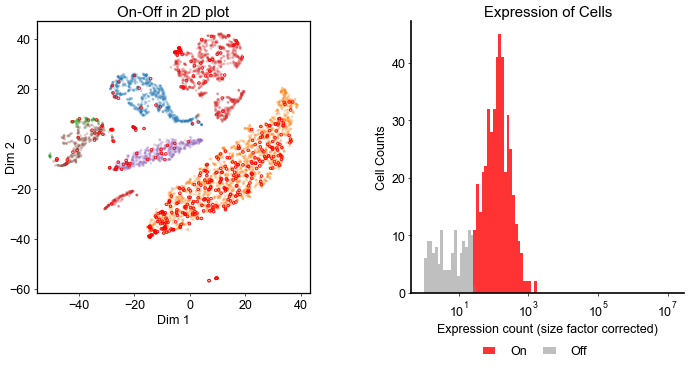 On-Off in 2D plot
Dim 2
40
20
0
−20
−40
−60
−40
−20
0
20
40
Dim 1
Expression of Cells
Cell Counts
40
30
20
10
0
10^1
10^3
10^5
10^7
Expression count (size factor corrected)
On
Off